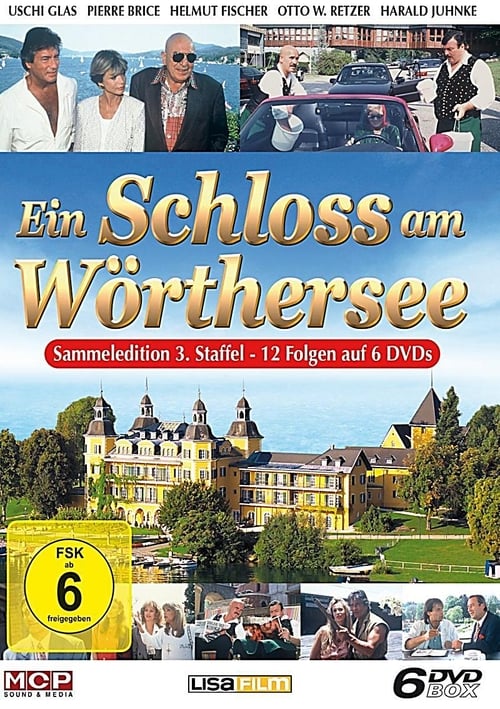 USCHI GLAS PIERRE BRICE HELMUT FISCHER OTTO W. RETZER HARALD JUHNKE
Ein Schloss am
Wörthersee
Sammeledition 3. Staffel - 12 Folgen auf 6 DVDs
FSK
ab
6
freigegeben
MCP
SOUND & MEDIA
LISA FILM
6 DVD
BOX